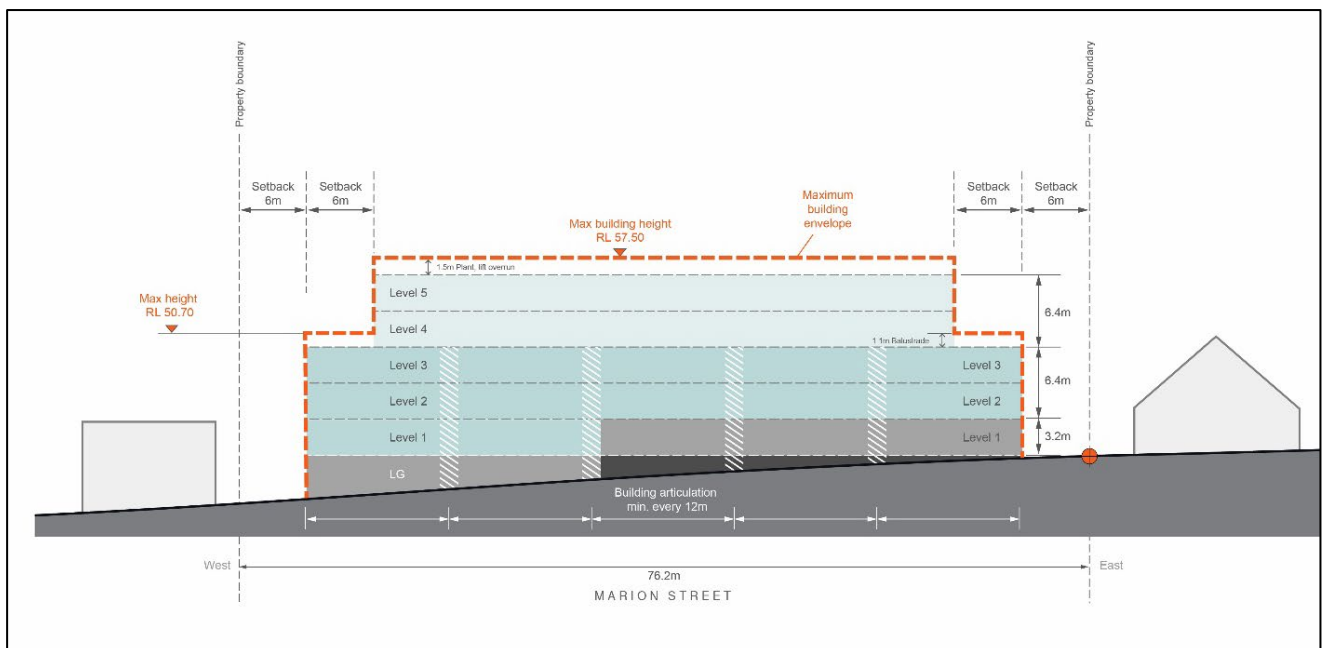 Property boundary
Property boundary
Setback
6m
Setback
6m
Setback
6m
Setback
6m
Maximum
building
envelope
Max building height
RL 57.50
1.5m Plant, lift overrun
Max height
RL 50.70
Level 5
6.4m
Level 4
1.1m Balustrade
Level 3
Level 3
6.4m
Level 2
Level 2
Level 1
Level 1
3.2m
LG
Building articulation
min. every 12m
West
East
76.2m
MARION STREET